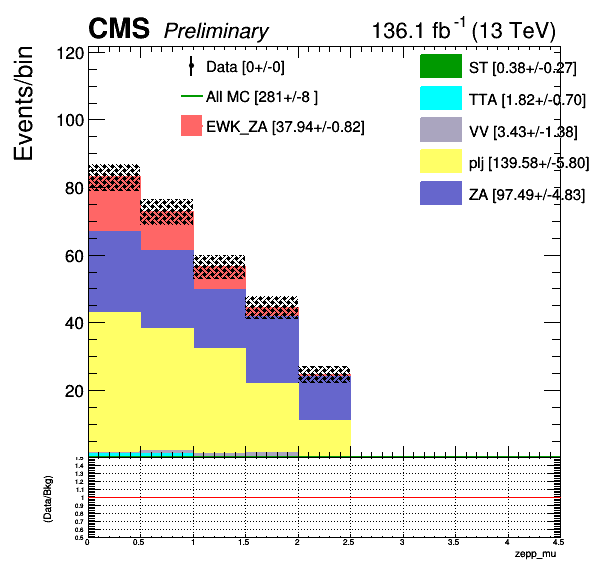 CMS Preliminary 136.1 fb⁻¹ (13 TeV)
Events/bin
120
100
80
60
40
20
Data [0+/-0]
All MC [281+/-8 ]
EWK_ZA [37.94+/-0.82]
ST [0.38+/-0.27]
TTA [1.82+/-0.70]
VV [3.43+/-1.38]
plj [139.58+/-5.80]
ZA [97.49+/-4.83]
(Data/Bkg)
1.5
1.4
1.3
1.2
1.1
1
0.9
0.8
0.7
0.6
0.5
0 0.5 1 1.5 2 2.5 3 3.5 4 4.5
zepp_mu